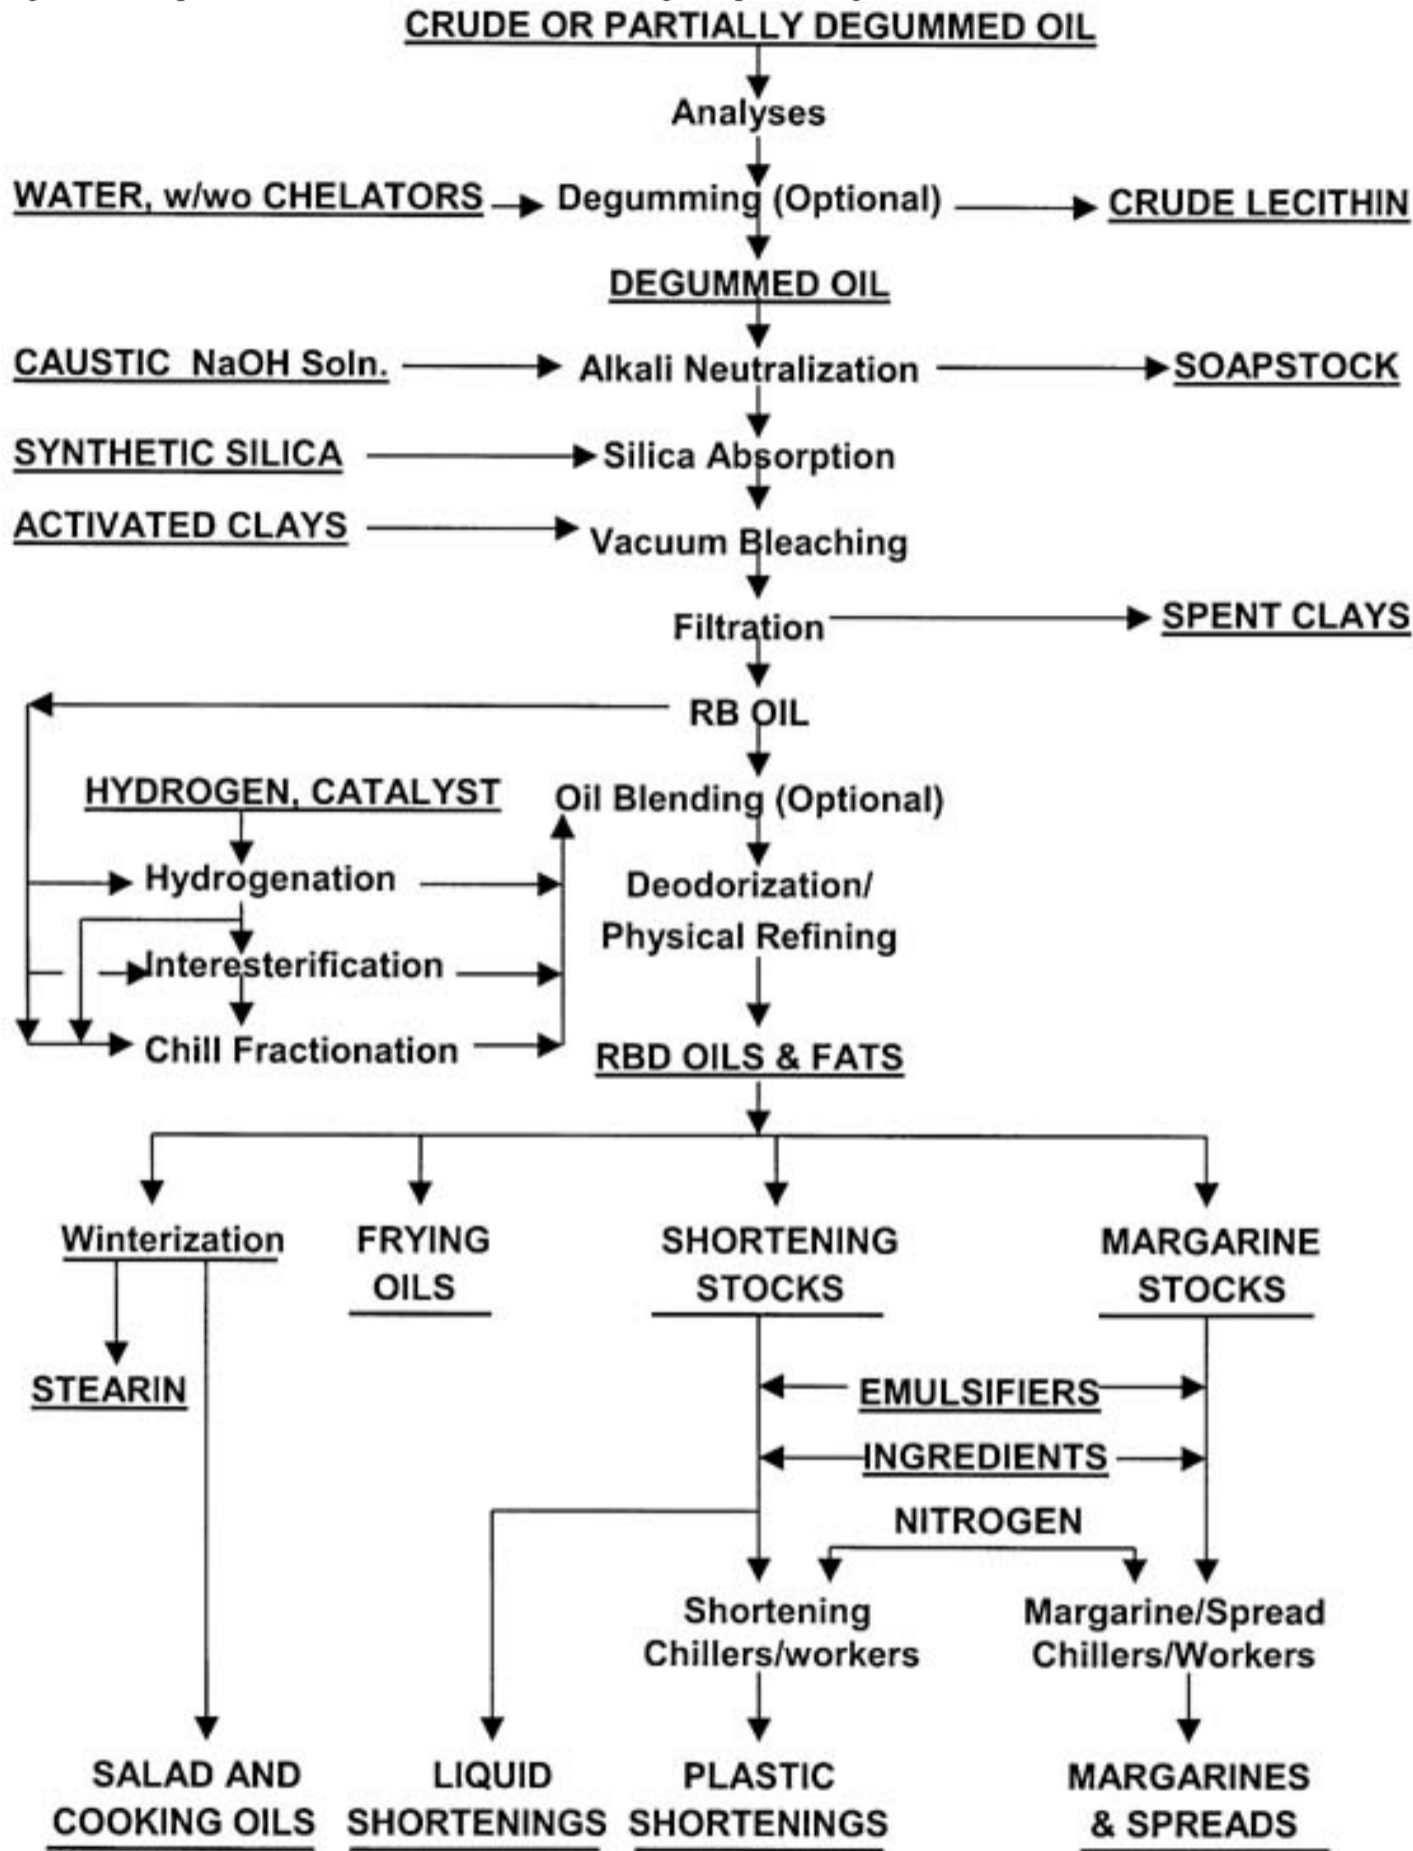 CRUDE OR PARTIALLY DEGUMMED OIL
Analyses
WATER, w/wo CHELATORS
Degumming (Optional)
CRUDE LECITHIN
DEGUMMED OIL
CAUSTIC NaOH Soln.
Alkali Neutralization
SOAPSTOCK
SYNTHETIC SILICA
Silica Absorption
ACTIVATED CLAYS
Vacuum Bleaching
Filtration
SPENT CLAYS
RB OIL
HYDROGEN, CATALYST
Oil Blending (Optional)
Hydrogenation
Deodorization/
Physical Refining
Interesterification
Chill Fractionation
RBD OILS & FATS
Winterization
FRYING
OILS
SHORTENING
STOCKS
MARGARINE
STOCKS
STEARIN
EMULSIFIERS
INGREDIENTS
NITROGEN
Shortening
Chillers/workers
Margarine/Spread
Chillers/Workers
SALAD AND
COOKING OILS
LIQUID
SHORTENINGS
PLASTIC
SHORTENINGS
MARGARINES
& SPREADS